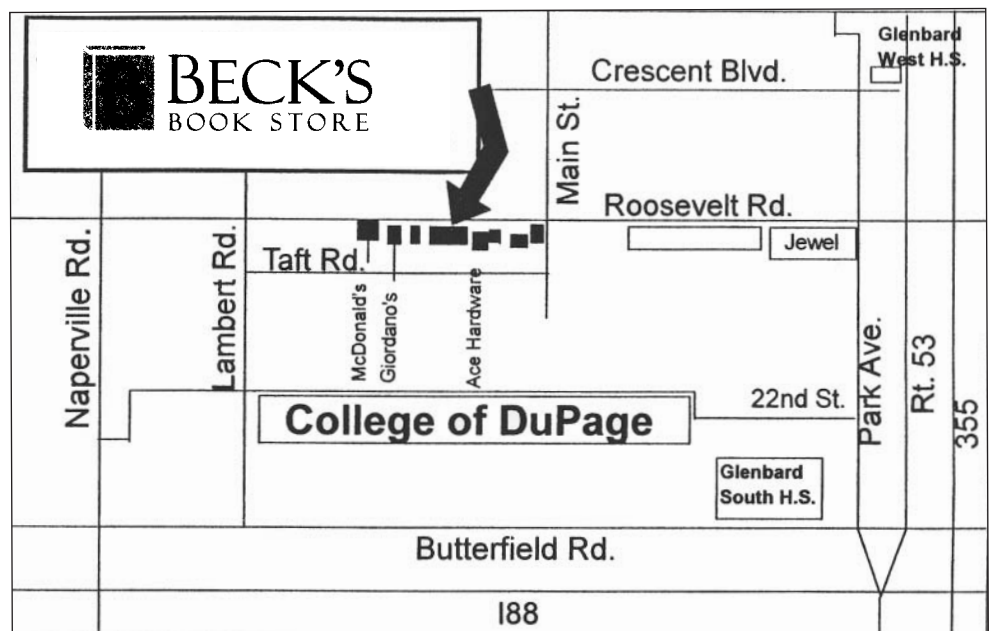 BECK'S
BOOK STORE
Glenbard
West H.S.
Crescent Blvd.
Main St.
Roosevelt Rd.
Jewel
Taft Rd.
Naperville Rd.
Lambert Rd.
McDonald's
Giordano's
Ace Hardware
Park Ave.
Rt. 53
355
22nd St.
College of DuPage
Glenbard
South H.S.
Butterfield Rd.
I88